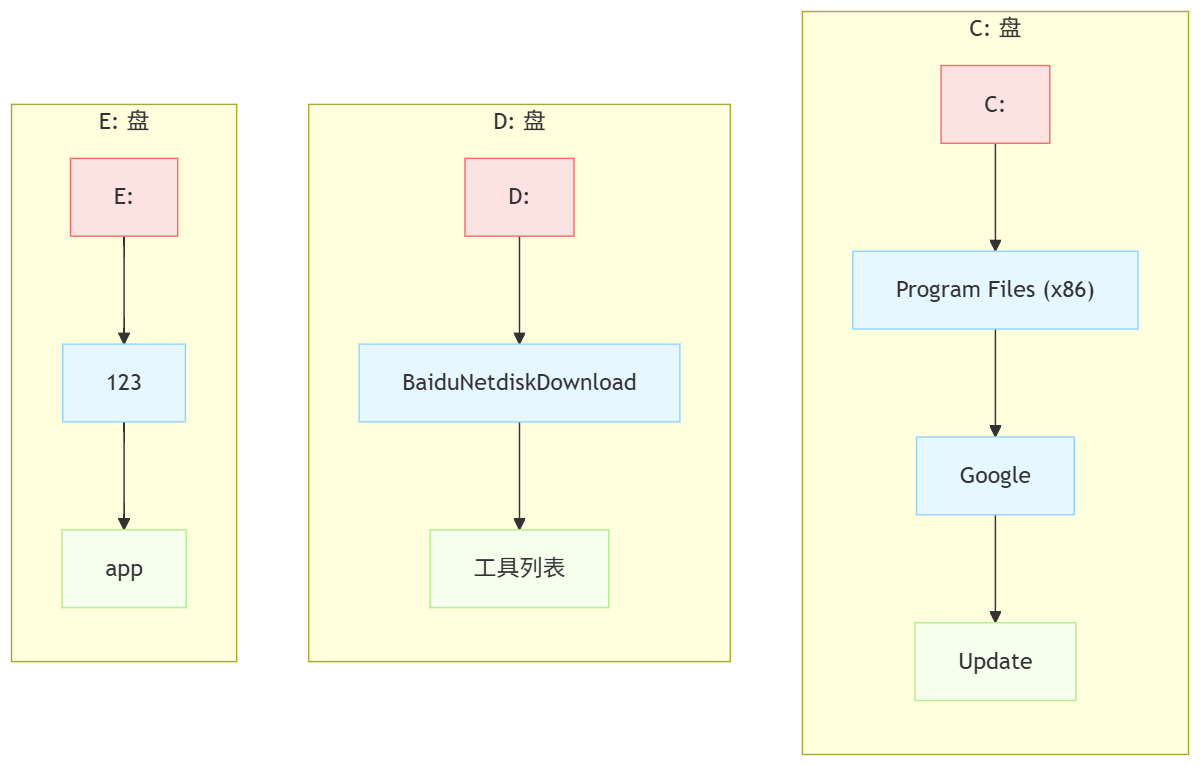 E: 盘
E:
123
app
D: 盘
D:
BaiduNetdiskDownload
工具列表
C: 盘
C:
Program Files (x86)
Google
Update